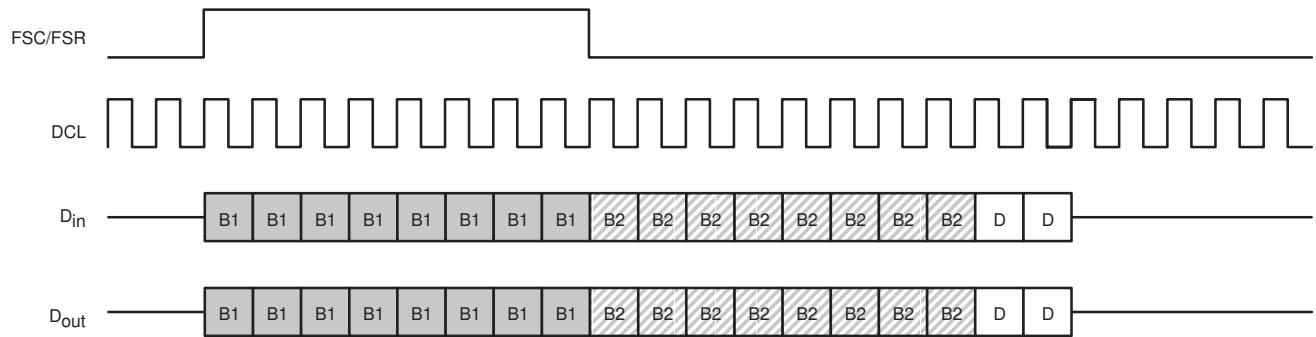 FSC/FSR
DCL
Din B1 B1 B1 B1 B1 B1 B1 B1 B2 B2 B2 B2 B2 B2 B2 B2 D D
Dout B1 B1 B1 B1 B1 B1 B1 B1 B2 B2 B2 B2 B2 B2 B2 B2 D D